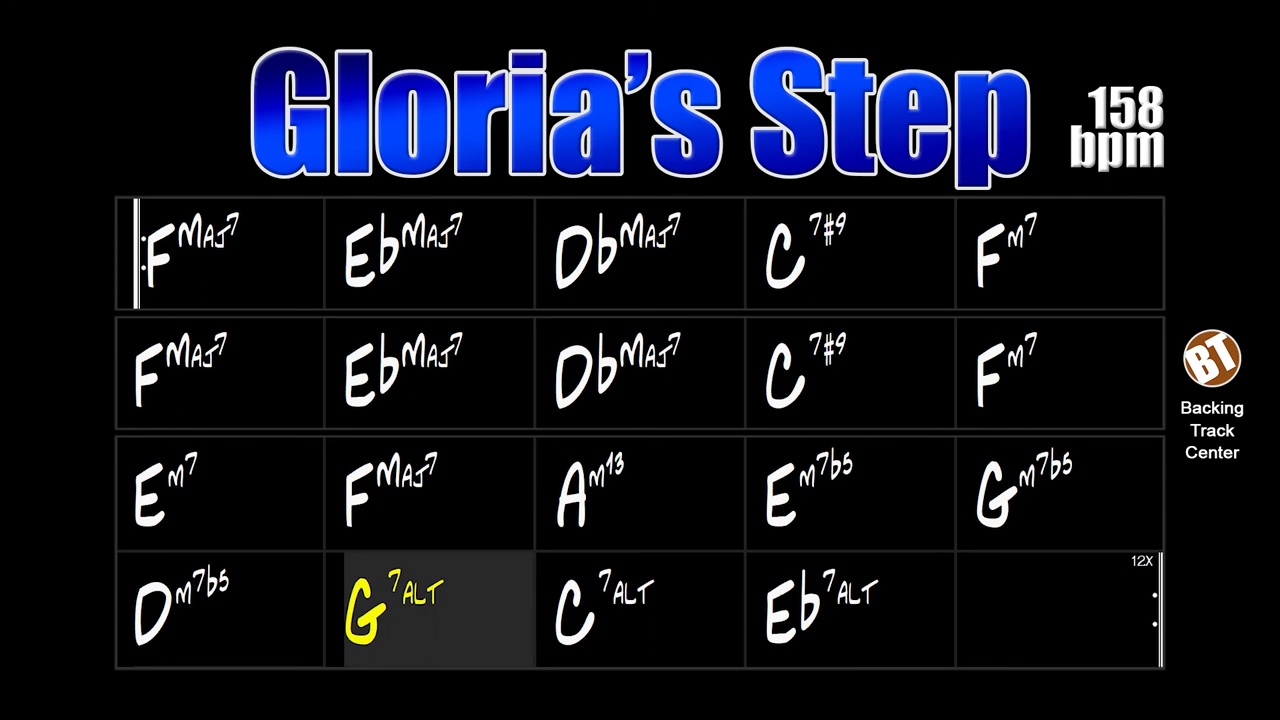 Gloria's Step
158
bpm
FMAJ7 EbMAJ7 DbMAJ7 C7#9 Fm7
FMAJ7 EbMAJ7 DbMAJ7 C7#9 Fm7
BT
Backing
Track
Center
Em7 FMAJ7 Am13 Em7b5 Gm7b5
12X
Dm7b5 G7ALT C7ALT Eb7ALT